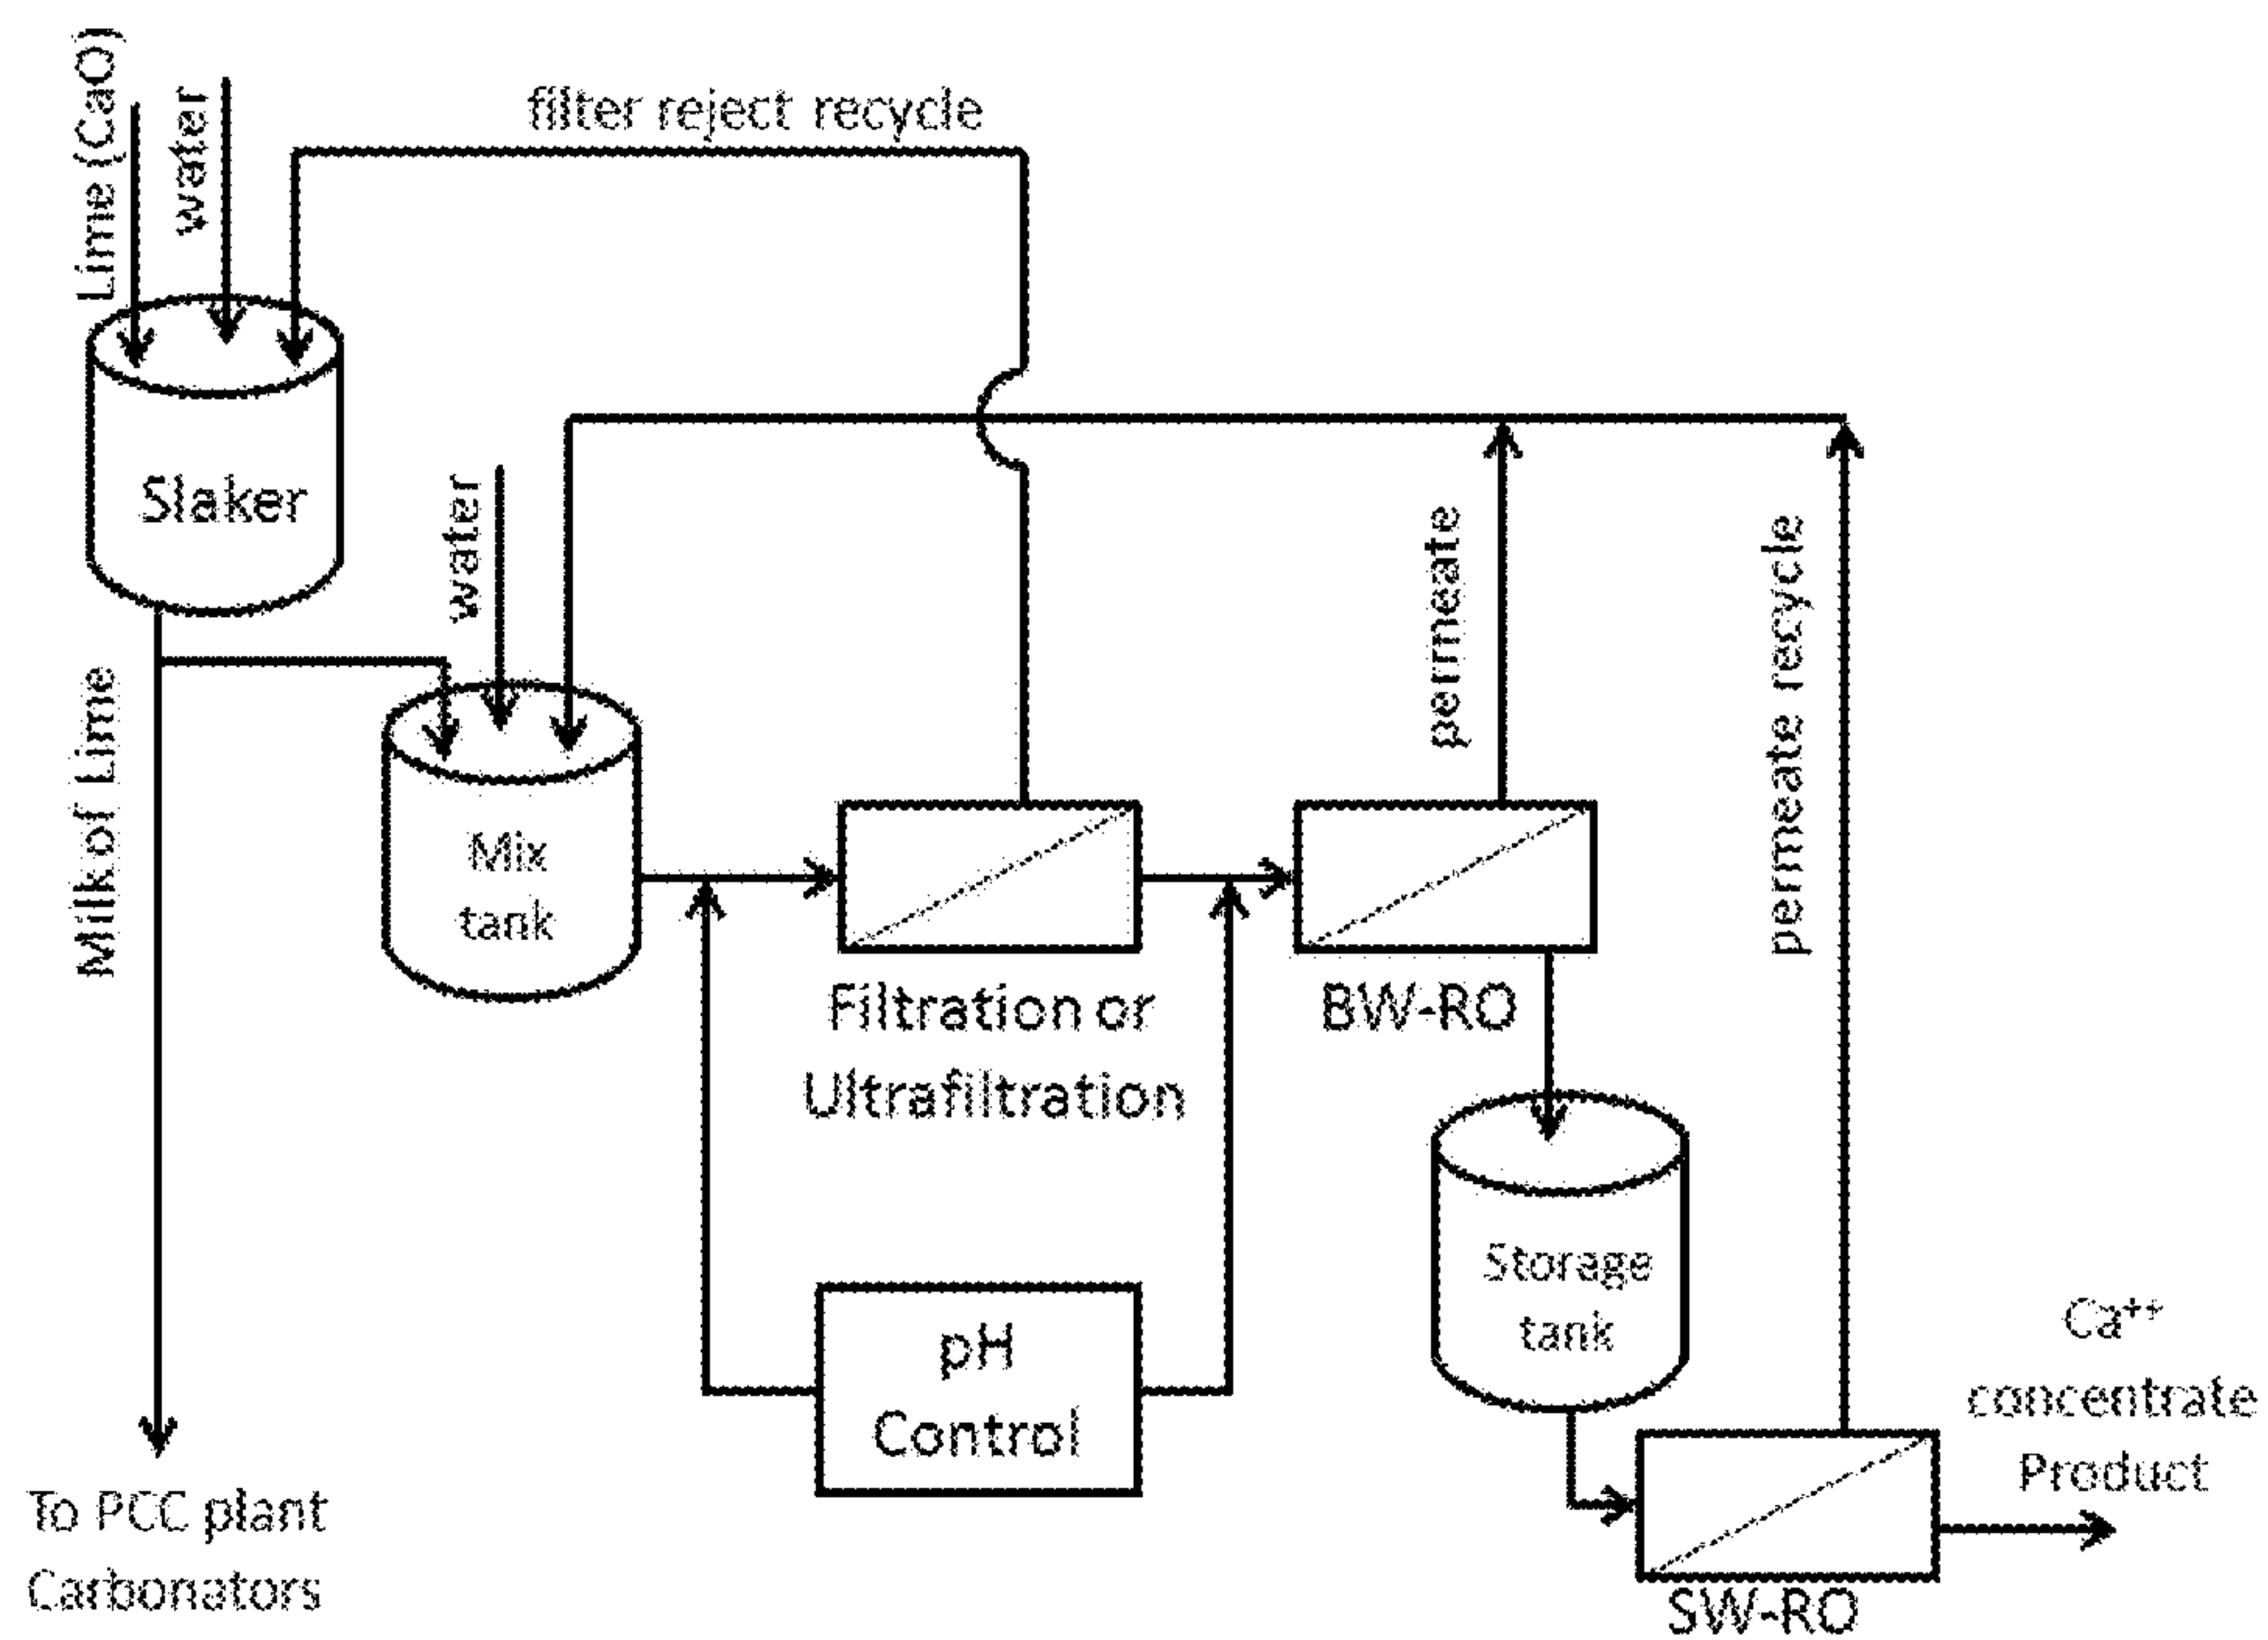 Lime (CaO)
water
filter reject recycle
Slaker
water
permeate
permeate recycle
Milk of Lime
Mix
tank
Filtration or
Ultrafiltration
BW-RO
Storage
tank
pH
Control
Ca++
concentrate
Product
To PCC plant
Carbonators
SW-RO